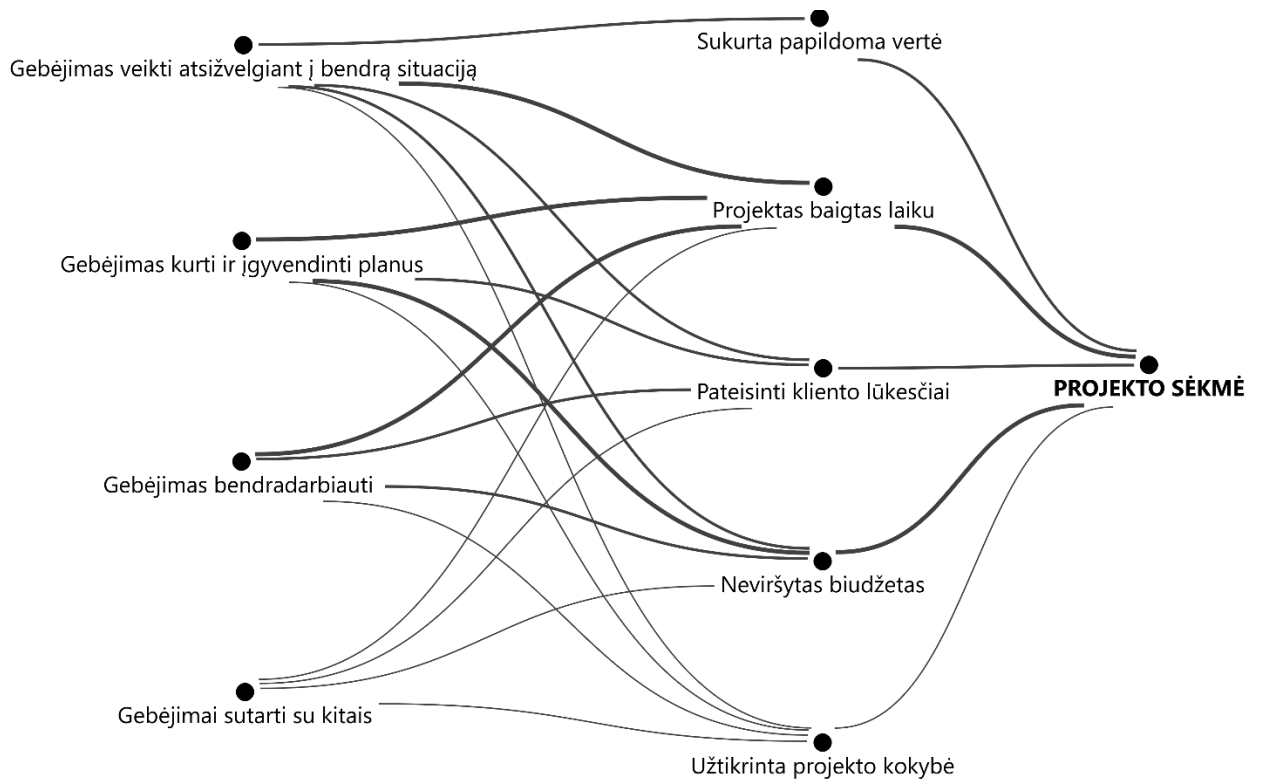 Gebėjimas veikti atsižvelgiant į bendrą situaciją
Gebėjimas kurti ir įgyvendinti planus
Gebėjimas bendradarbiauti
Gebėjimai sutarti su kitais
Sukurta papildoma vertė
Projektas baigtas laiku
Pateisinti kliento lūkesčiai
Neviršytas biudžetas
Užtikrinta projekto kokybė
PROJEKTO SĖKMĖ